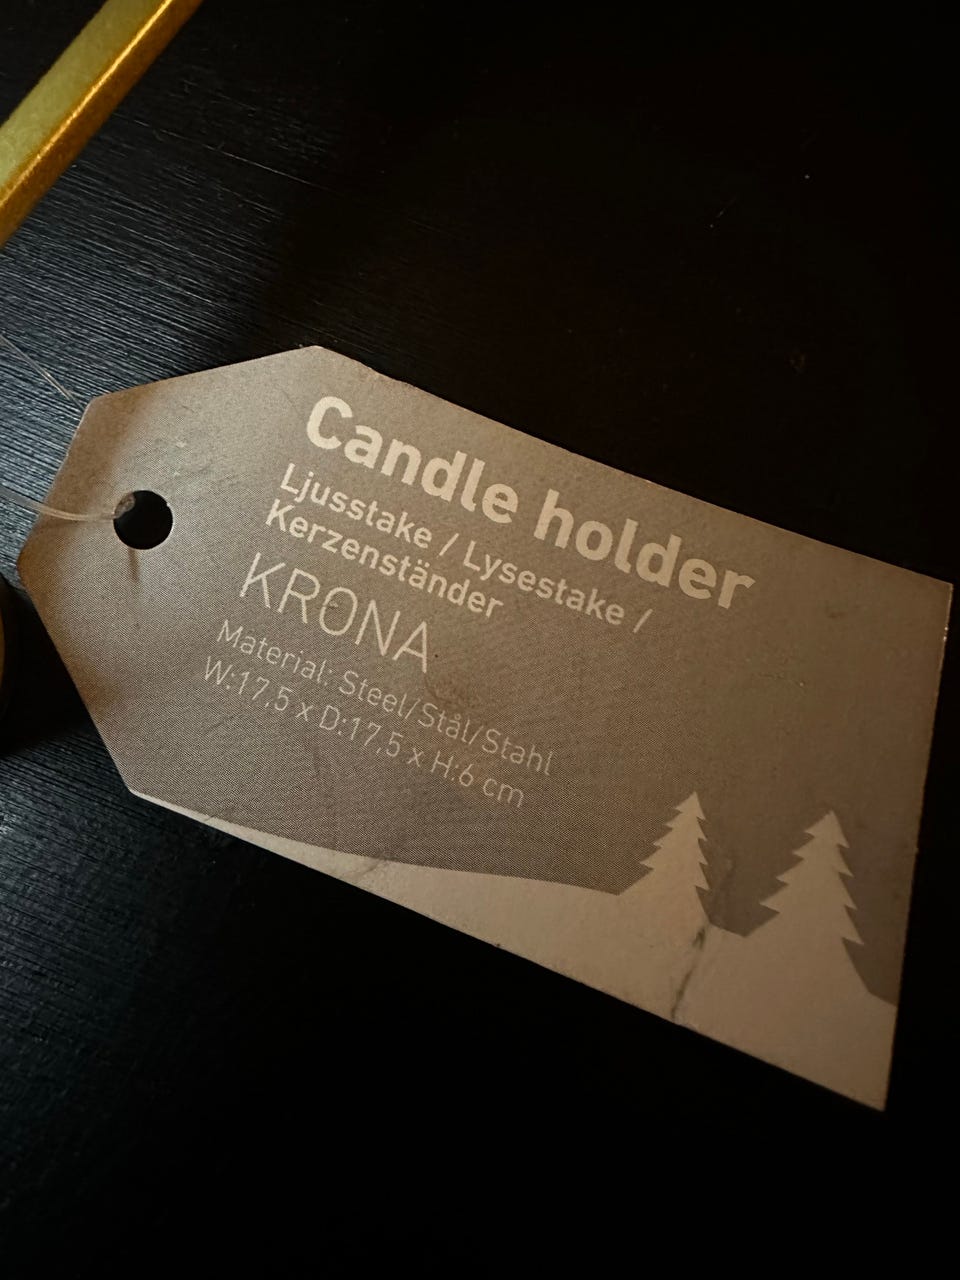 Candle holder
Ljusstake / Lysestake /
Kerzenständer
KRONA
Material: Steel/Stål/Stahl
W:17,5 x D:17,5 x H:6 cm